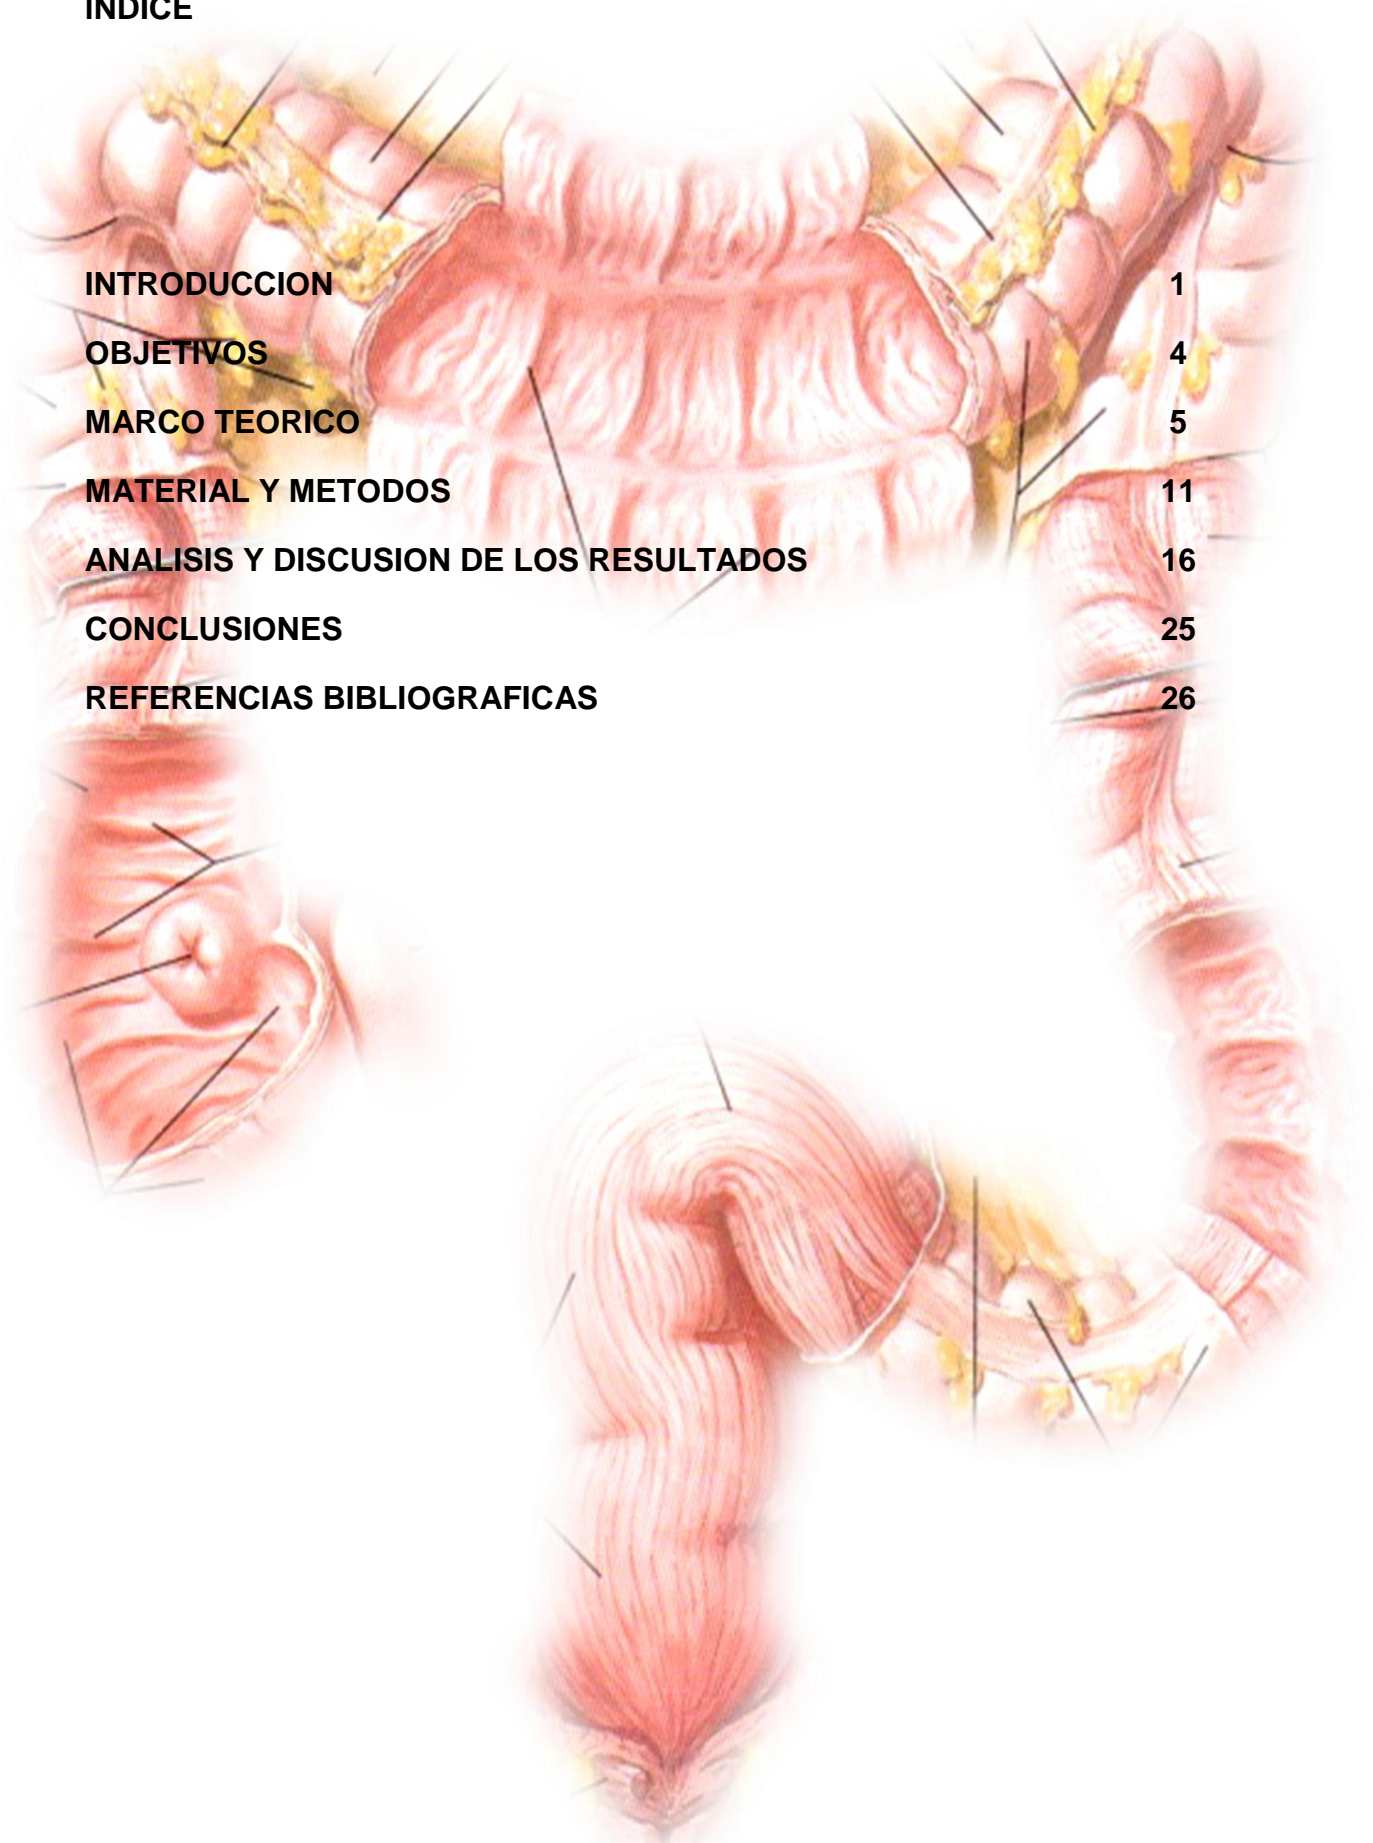 INDICE
INTRODUCCION 1
OBJETIVOS 4
MARCO TEORICO 5
MATERIAL Y METODOS 11
ANALISIS Y DISCUSION DE LOS RESULTADOS 16
CONCLUSIONES 25
REFERENCIAS BIBLIOGRAFICAS 26